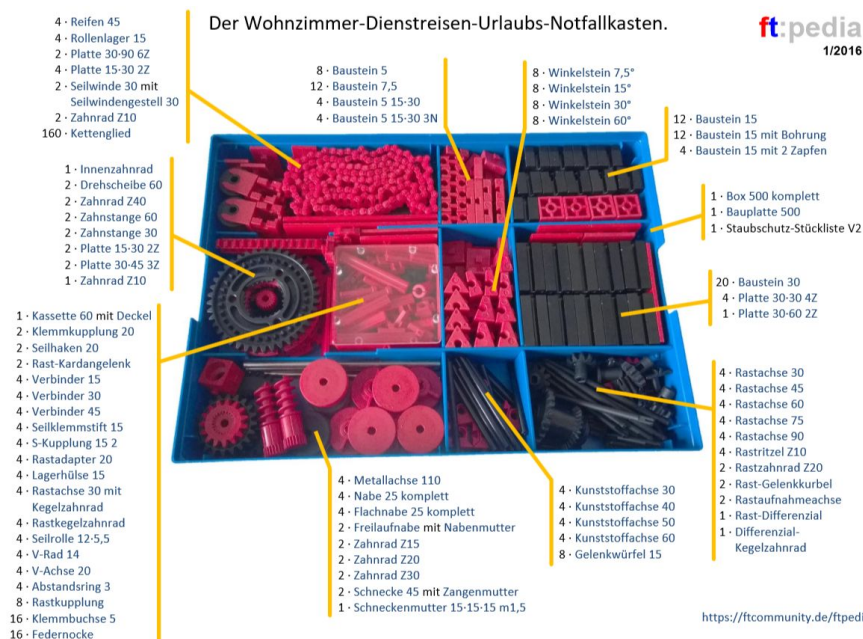 Der Wohnzimmer-Dienstreisen-Urlaubs-Notfallkasten.
ft:pedia
1/2016
4 · Reifen 45
4 · Rollenlager 15
2 · Platte 30·90 6Z
4 · Platte 15·30 2Z
2 · Seilwinde 30 mit
Seilwindengestell 30
2 · Zahnrad Z10
160 · Kettenglied
8 · Baustein 5
12 · Baustein 7,5
4 · Baustein 5 15·30
4 · Baustein 5 15·30 3N
8 · Winkelstein 7,5°
8 · Winkelstein 15°
8 · Winkelstein 30°
8 · Winkelstein 60°
12 · Baustein 15
12 · Baustein 15 mit Bohrung
4 · Baustein 15 mit 2 Zapfen
1 · Innenzahnrad
2 · Drehscheibe 60
2 · Zahnrad Z40
2 · Zahnstange 60
2 · Zahnstange 30
2 · Platte 15·30 2Z
2 · Platte 30·45 3Z
1 · Zahnrad Z10
1 · Box 500 komplett
1 · Bauplatte 500
1 · Staubschutz-Stückliste V2
20 · Baustein 30
4 · Platte 30·30 4Z
1 · Platte 30·60 2Z
1 · Kassette 60 mit Deckel
2 · Klemmkupplung 20
2 · Seilhaken 20
2 · Rast-Kardangelenk
4 · Verbinder 15
4 · Verbinder 30
4 · Verbinder 45
4 · Seilklemmstift 15
4 · S-Kupplung 15 2
4 · Rastadapter 20
4 · Lagerhülse 15
4 · Rastachse 30 mit
Kegelzahnrad
4 · Rastkegelzahnrad
4 · Seilrolle 12·5,5
4 · V-Rad 14
4 · V-Achse 20
4 · Abstandsring 3
8 · Rastkupplung
16 · Klemmbuchse 5
16 · Federnocke
4 · Metallachse 110
4 · Nabe 25 komplett
4 · Flachnabe 25 komplett
2 · Freilaufnabe mit Nabenmutter
2 · Zahnrad Z15
2 · Zahnrad Z20
2 · Zahnrad Z30
2 · Schnecke 45 mit Zangenmutter
1 · Schneckenmutter 15·15·15 m1,5
4 · Kunststoffachse 30
4 · Kunststoffachse 40
4 · Kunststoffachse 50
4 · Kunststoffachse 60
8 · Gelenkwürfel 15
4 · Rastachse 30
4 · Rastachse 45
4 · Rastachse 60
4 · Rastachse 75
4 · Rastachse 90
4 · Rastritzel Z10
2 · Rastzahnrad Z20
2 · Rast-Gelenkkurbel
2 · Rastaufnahmeachse
1 · Rast-Differenzial
1 · Differenzial-
Kegelzahnrad
https://ftcommunity.de/ftpedi